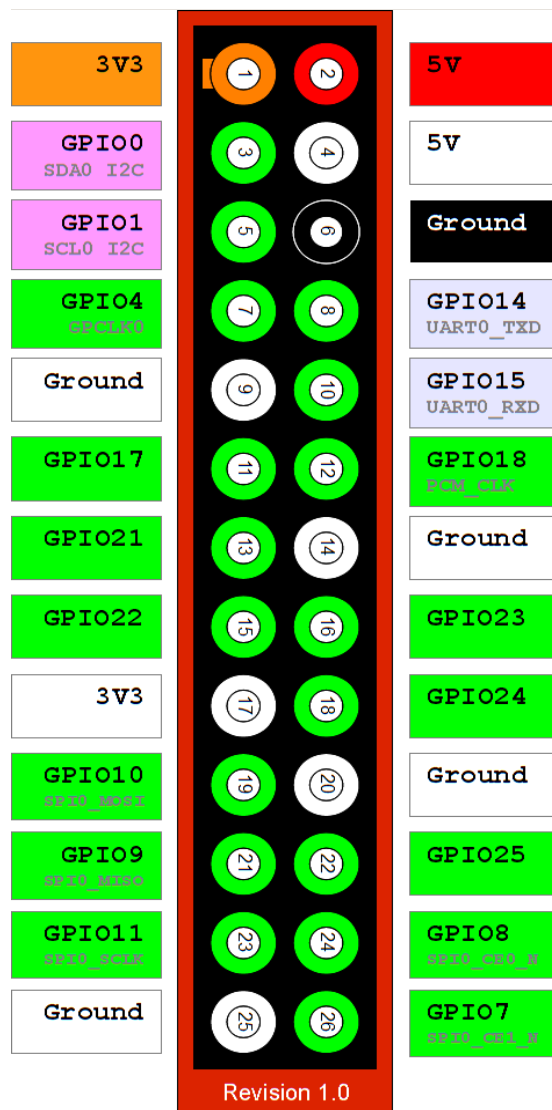 3V3 1 2 5V
GPIO0 3 4 5V
SDA0 I2C
GPIO1 5 6 Ground
SCL0 I2C
GPIO4 7 8 GPIO14
GPCLK0 UART0_TXD
Ground 9 10 GPIO15
UART0_RXD
GPIO17 11 12 GPIO18
PCM_CLK
GPIO21 13 14 Ground
GPIO22 15 16 GPIO23
3V3 17 18 GPIO24
GPIO10 19 20 Ground
SPI0_MOSI
GPIO9 21 22 GPIO25
SPI0_MISO
GPIO11 23 24 GPIO8
SPI0_SCLK SPI0_CE0_N
Ground 25 26 GPIO7
SPI0_CE1_N
Revision 1.0